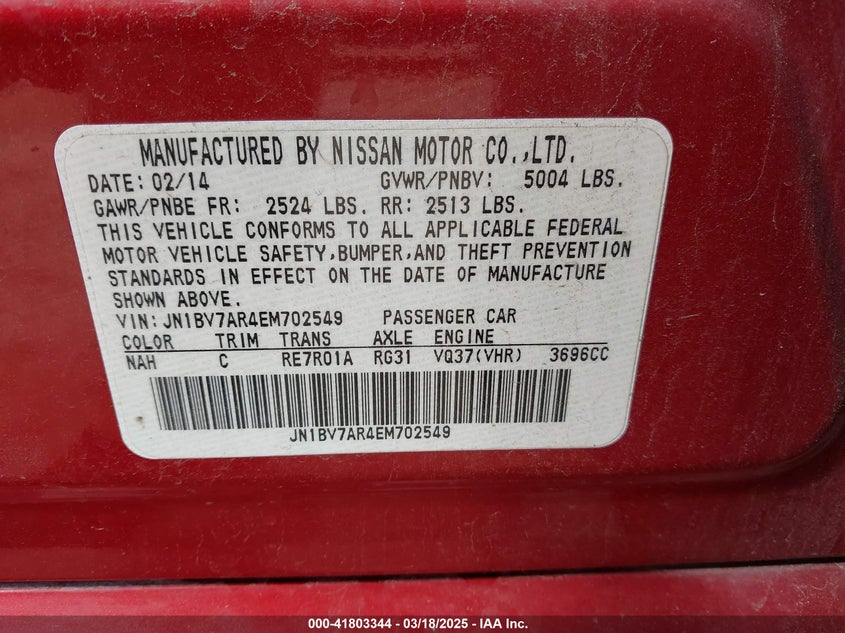 MANUFACTURED BY NISSAN MOTOR CO.,LTD.
DATE: 02/14 GVWR/PNBV: 5004 LBS.
GAWR/PNBE FR: 2524 LBS. RR: 2513 LBS.
THIS VEHICLE CONFORMS TO ALL APPLICABLE FEDERAL
MOTOR VEHICLE SAFETY,BUMPER,AND THEFT PREVENTION
STANDARDS IN EFFECT ON THE DATE OF MANUFACTURE
SHOWN ABOVE.
VIN:JN1BV7AR4EM702549 PASSENGER CAR
COLOR TRIM TRANS AXLE ENGINE
NAH C RE7R01A RG31 VQ37(VHR) 3696CC
JN1BV7AR4EM702549
000-41803344 — 03/18/2025 — IAA Inc.